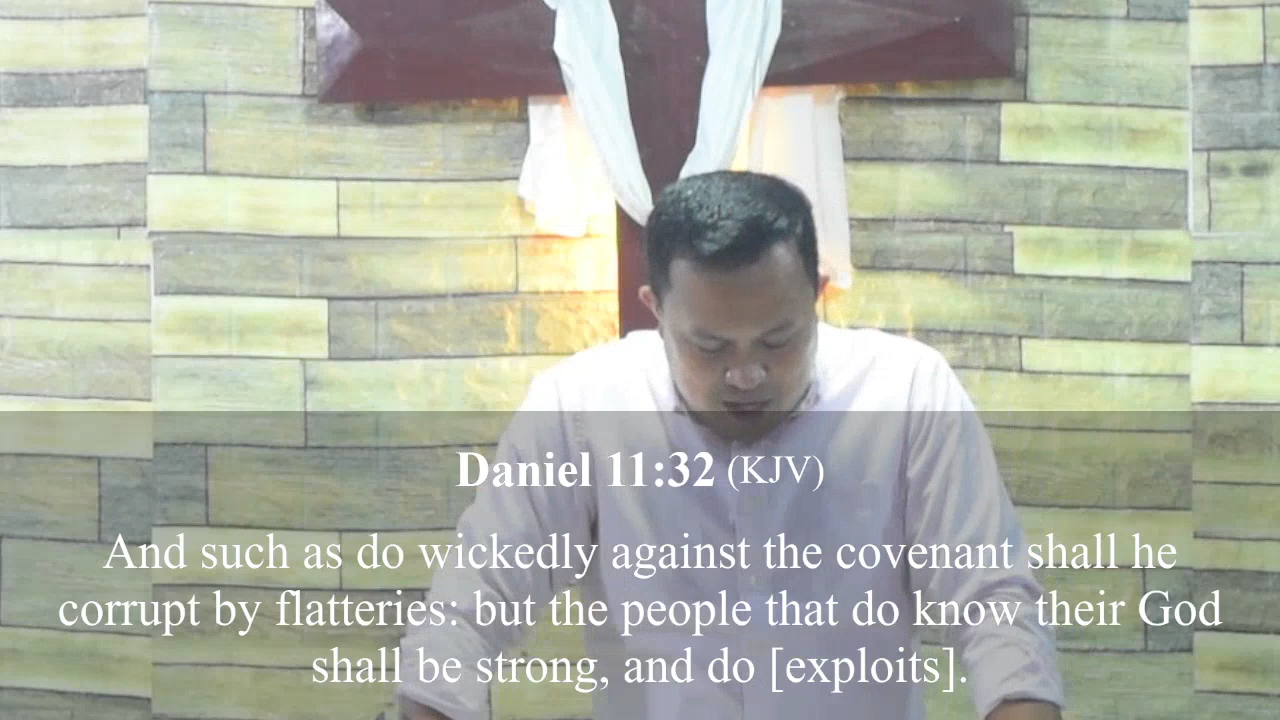 Daniel 11:32 (KJV)
And such as do wickedly against the covenant shall he
corrupt by flatteries: but the people that do know their God
shall be strong, and do [exploits].